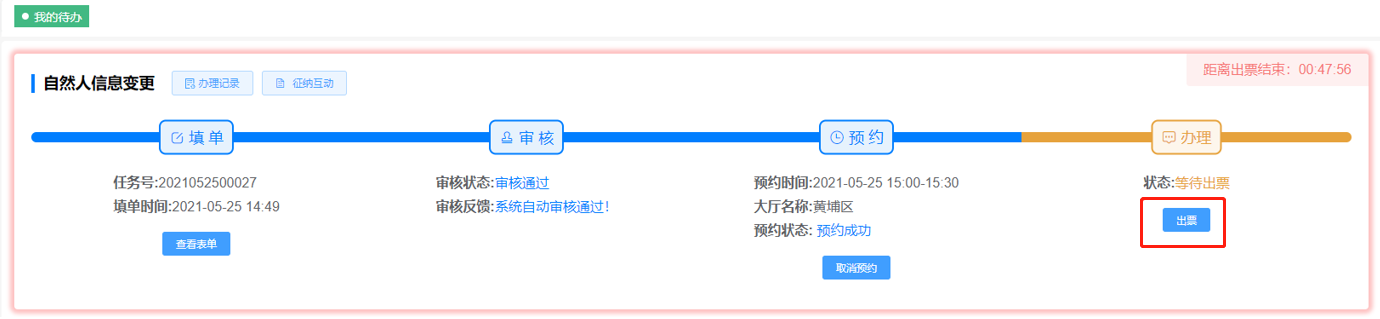 我的待办
距离出票结束：00:47:56
自然人信息变更 办理记录 征纳互动
填单 审核 预约 办理
任务号:2021052500027
填单时间:2021-05-25 14:49
查看表单
审核状态:审核通过
审核反馈:系统自动审核通过！
预约时间:2021-05-25 15:00-15:30
大厅名称:黄埔区
预约状态: 预约成功
取消预约
状态:等待出票
出票